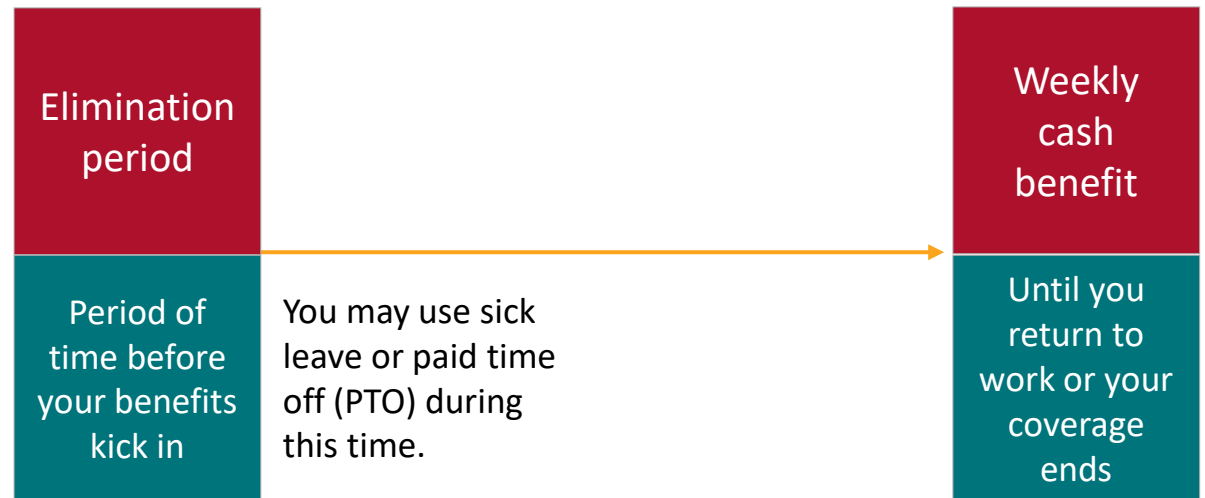 Elimination
period
Period of
time before
your benefits
kick in
You may use sick
leave or paid time
off (PTO) during
this time.
Weekly
cash
benefit
Until you
return to
work or your
coverage
ends